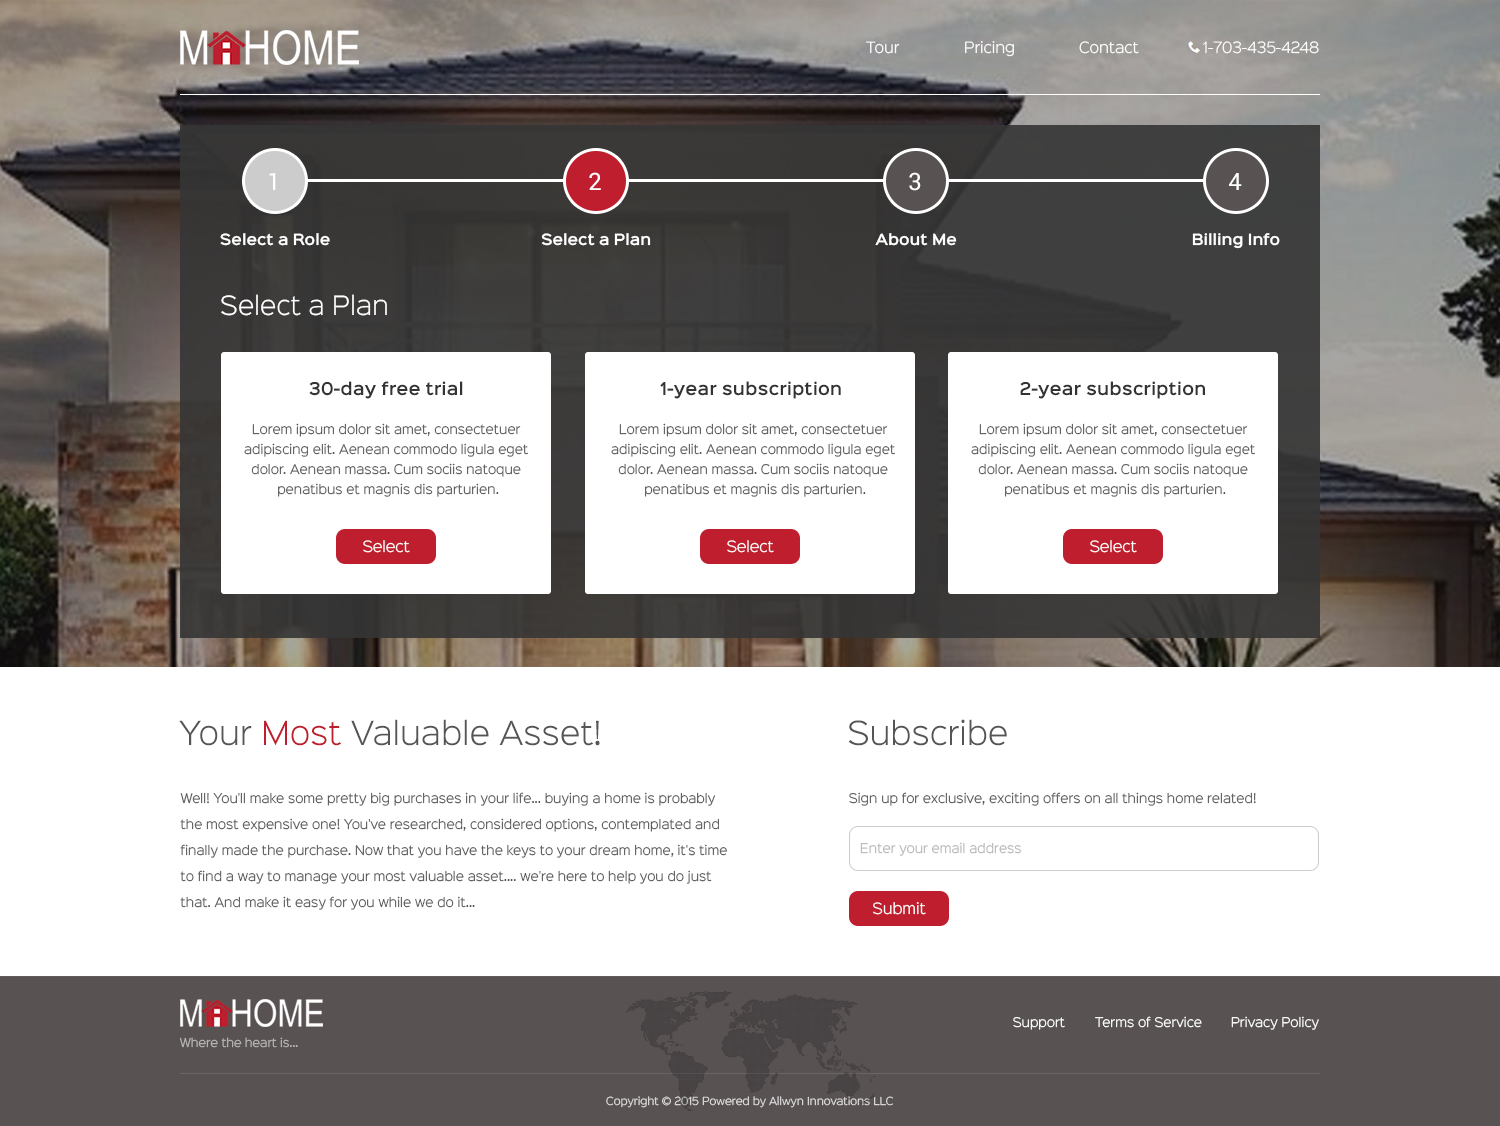 MiHOME
Tour
Pricing
Contact
1-703-435-4248
1
2
3
4
Select a Role
Select a Plan
About Me
Billing Info
Select a Plan
30-day free trial
Lorem ipsum dolor sit amet, consectetuer
adipiscing elit. Aenean commodo ligula eget
dolor. Aenean massa. Cum sociis natoque
penatibus et magnis dis parturien.
Select
1-year subscription
Lorem ipsum dolor sit amet, consectetuer
adipiscing elit. Aenean commodo ligula eget
dolor. Aenean massa. Cum sociis natoque
penatibus et magnis dis parturien.
Select
2-year subscription
Lorem ipsum dolor sit amet, consectetuer
adipiscing elit. Aenean commodo ligula eget
dolor. Aenean massa. Cum sociis natoque
penatibus et magnis dis parturien.
Select
Your Most Valuable Asset!
Well! You'll make some pretty big purchases in your life... buying a home is probably
the most expensive one! You've researched, considered options, contemplated and
finally made the purchase. Now that you have the keys to your dream home, it's time
to find a way to manage your most valuable asset.... we're here to help you do just
that. And make it easy for you while we do it...
Subscribe
Sign up for exclusive, exciting offers on all things home related!
Enter your email address
Submit
MiHOME
Where the heart is...
Support
Terms of Service
Privacy Policy
Copyright © 2015 Powered by Allwyn Innovations LLC